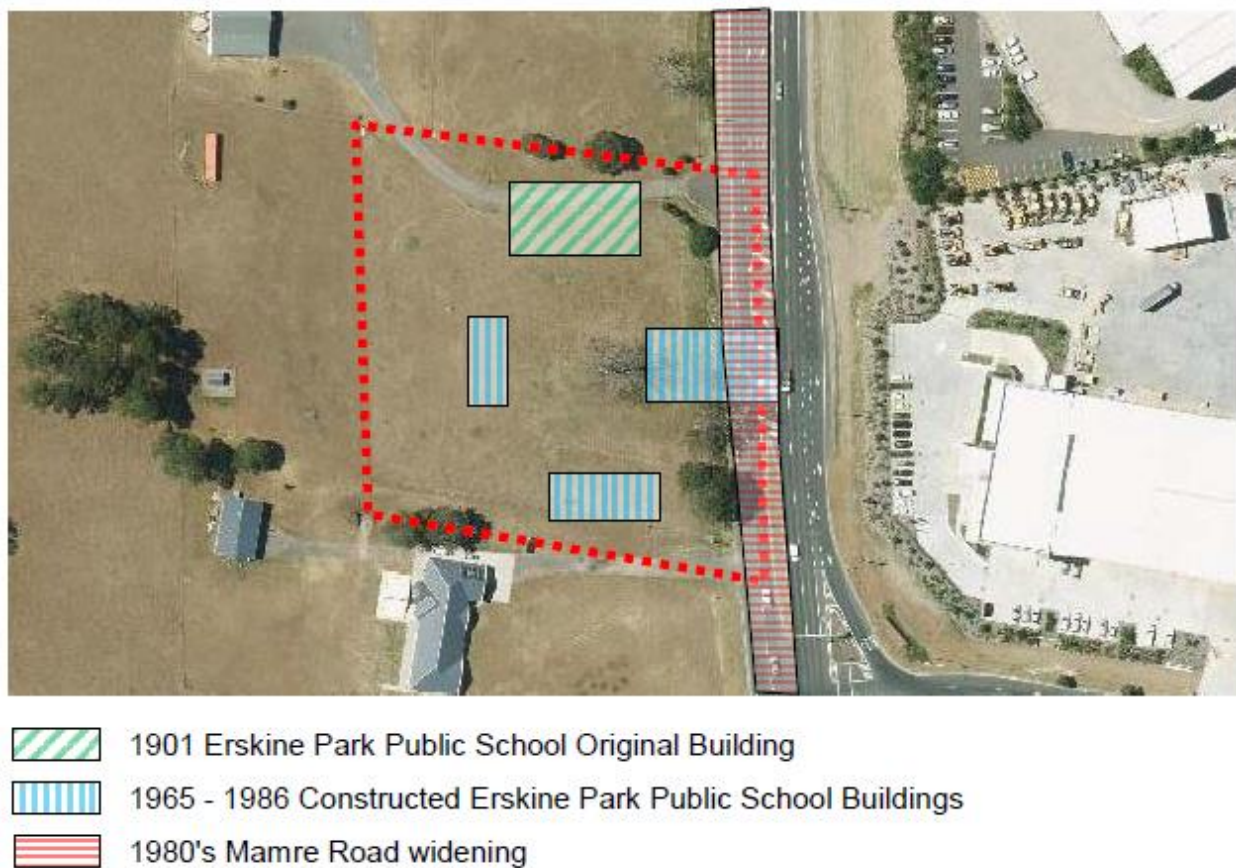 1901 Erskine Park Public School Original Building
1965 - 1986 Constructed Erskine Park Public School Buildings
1980's Mamre Road widening